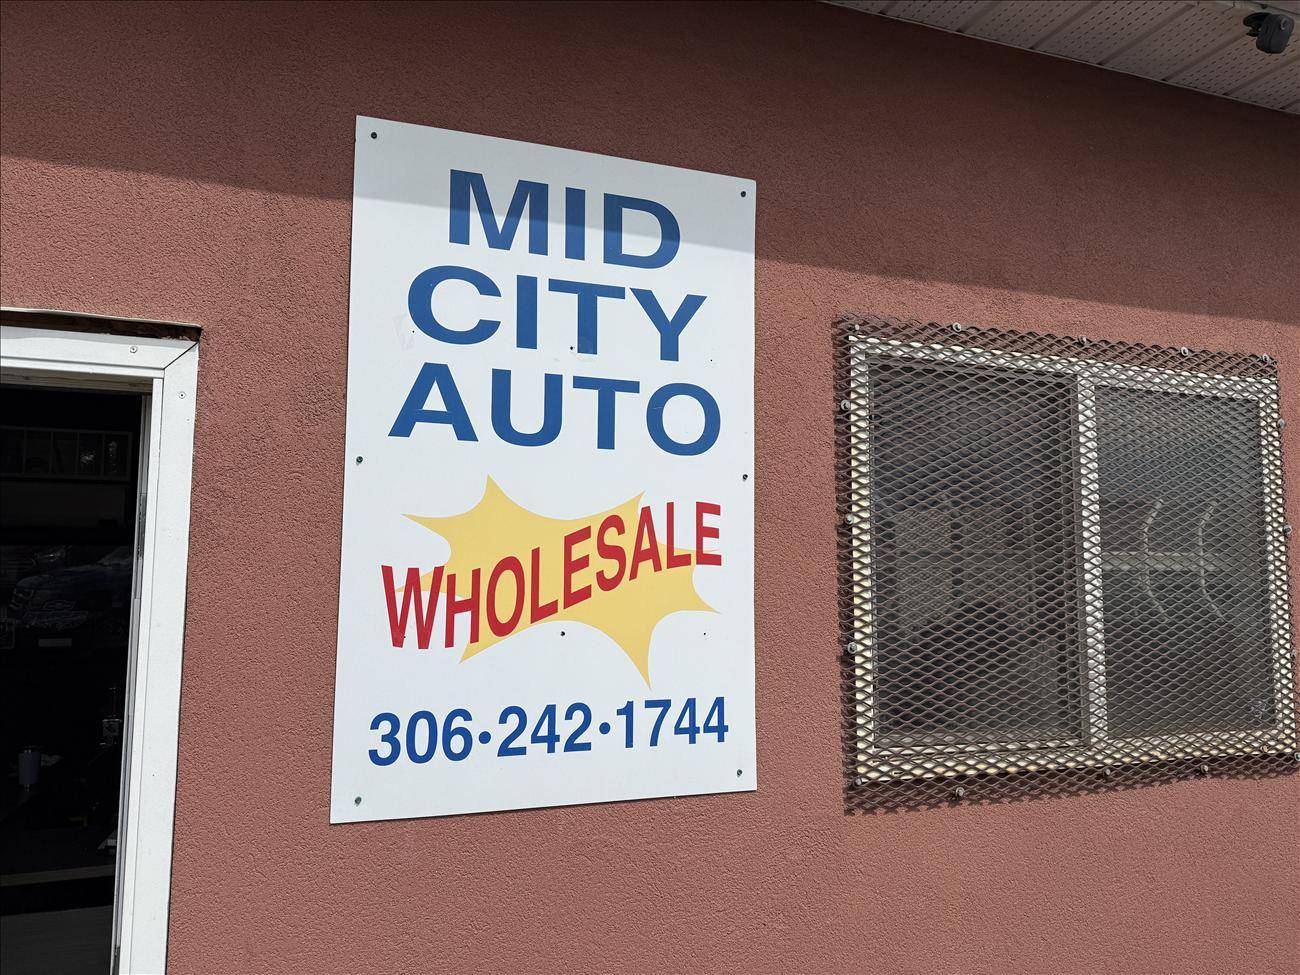 MID
CITY
AUTO
WHOLESALE
306·242·1744